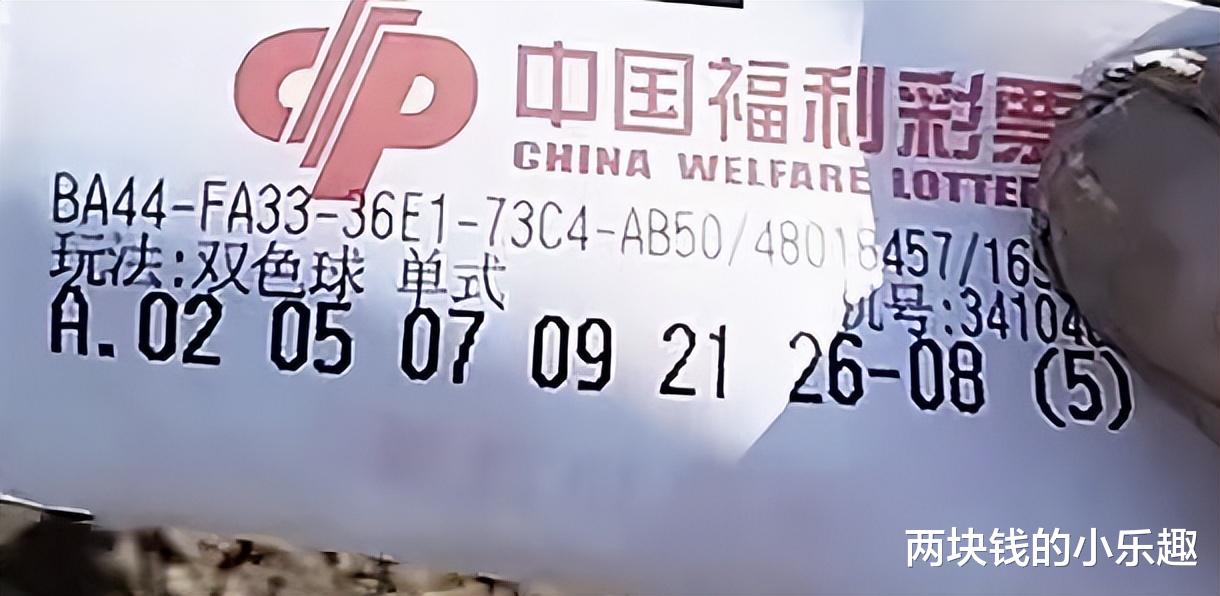 中国福利彩票
CHINA WELFARE LOTTER
BA44-FA33-36E1-73C4-AB50/48018457/16
玩法:双色球 单式 机号:34104
A.02 05 07 09 21 26-08 (5)
两块钱的小乐趣